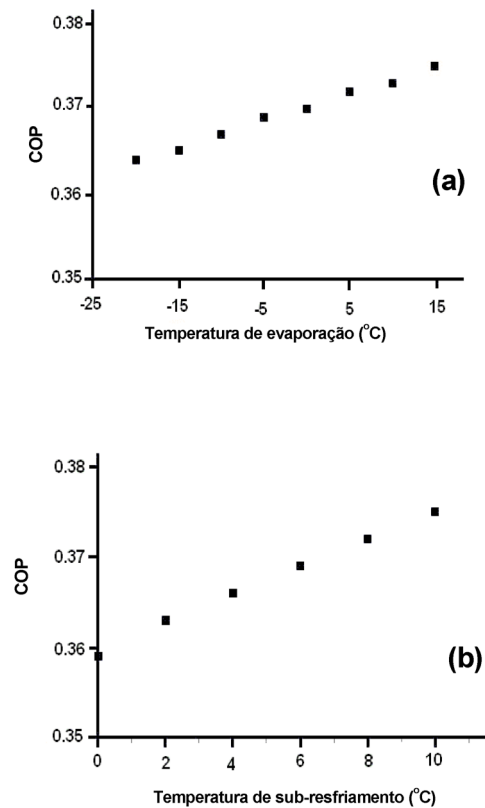 0.38
0.37
COP
0.36
(a)
0.35
-25 -15 -5 5 15
Temperatura de evaporação (°C)
0.38
0.37
COP
0.36
(b)
0.35
0 2 4 6 8 10
Temperatura de sub-resfriamento (°C)